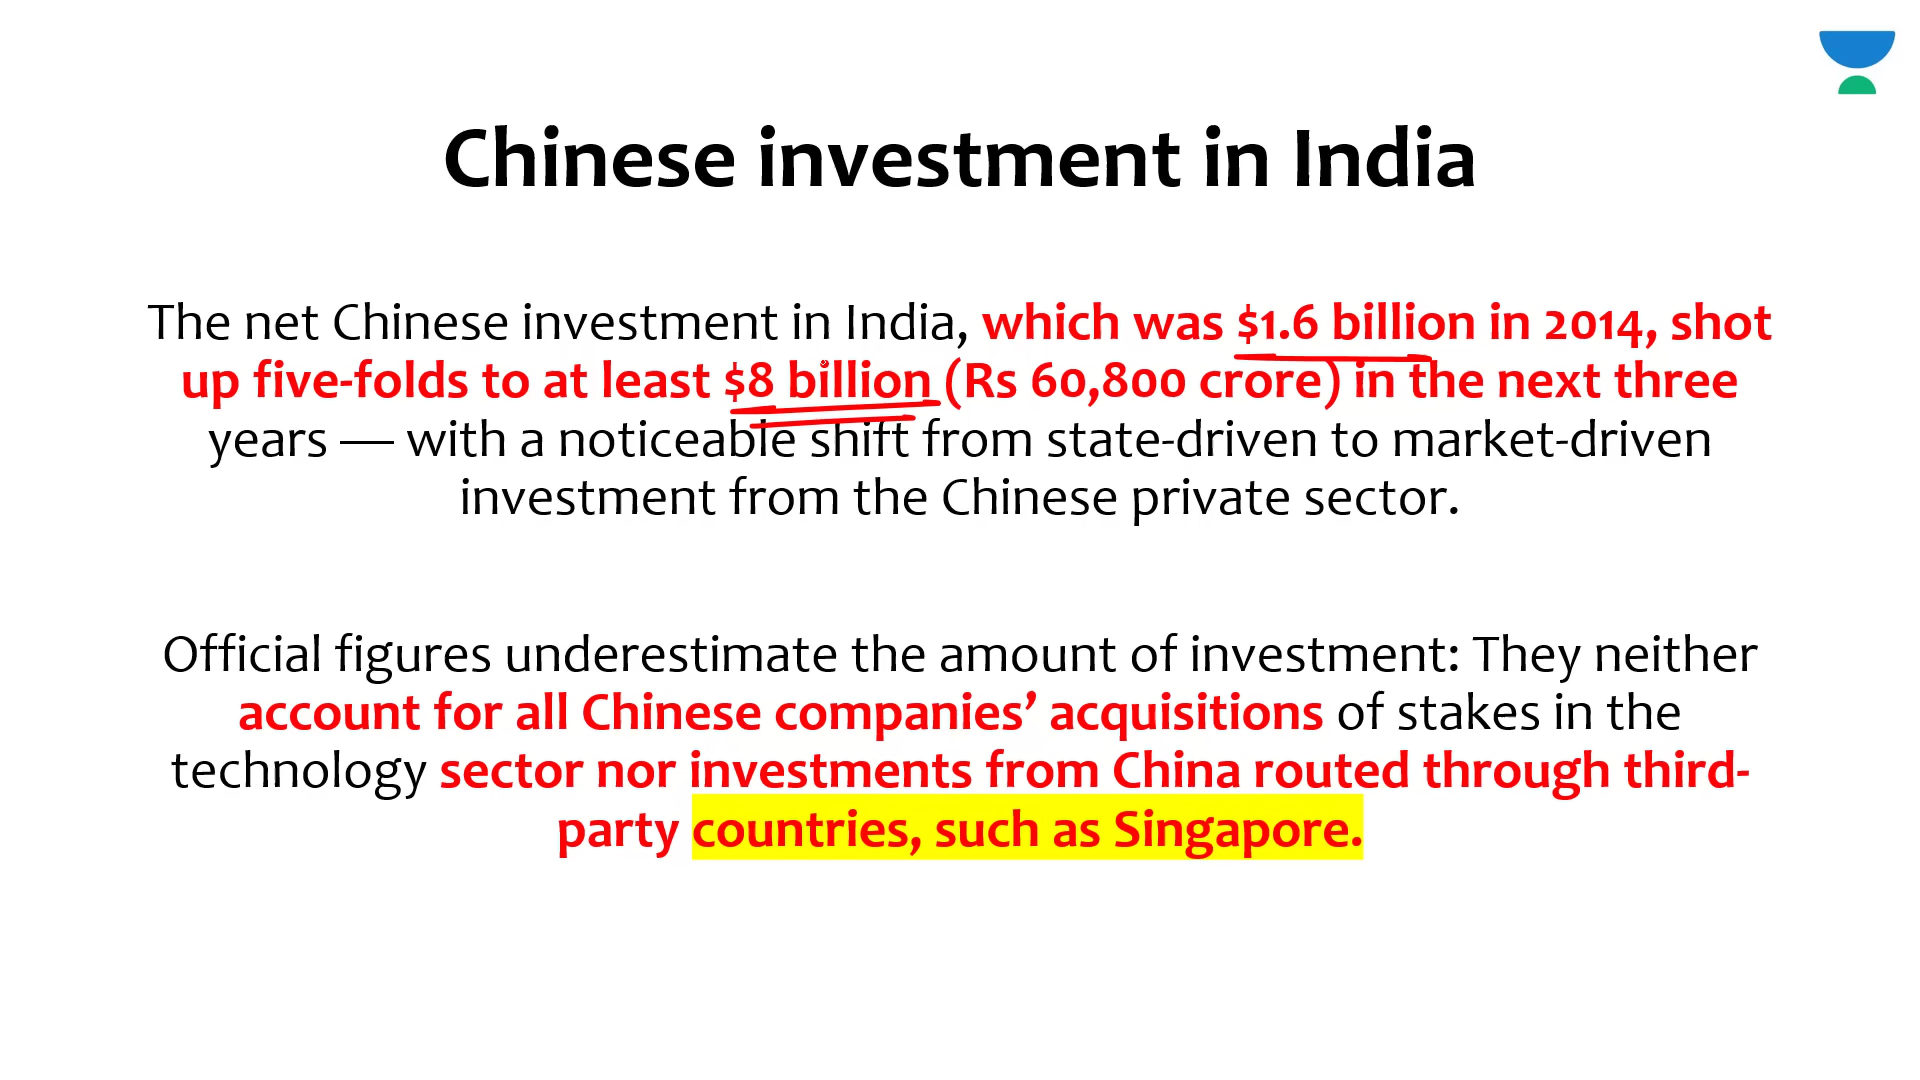 Chinese investment in India
The net Chinese investment in India, which was $1.6 billion in 2014, shot
up five-folds to at least $8 billion (Rs 60,800 crore) in the next three
years — with a noticeable shift from state-driven to market-driven
investment from the Chinese private sector.
Official figures underestimate the amount of investment: They neither
account for all Chinese companies’ acquisitions of stakes in the
technology sector nor investments from China routed through third-
party countries, such as Singapore.